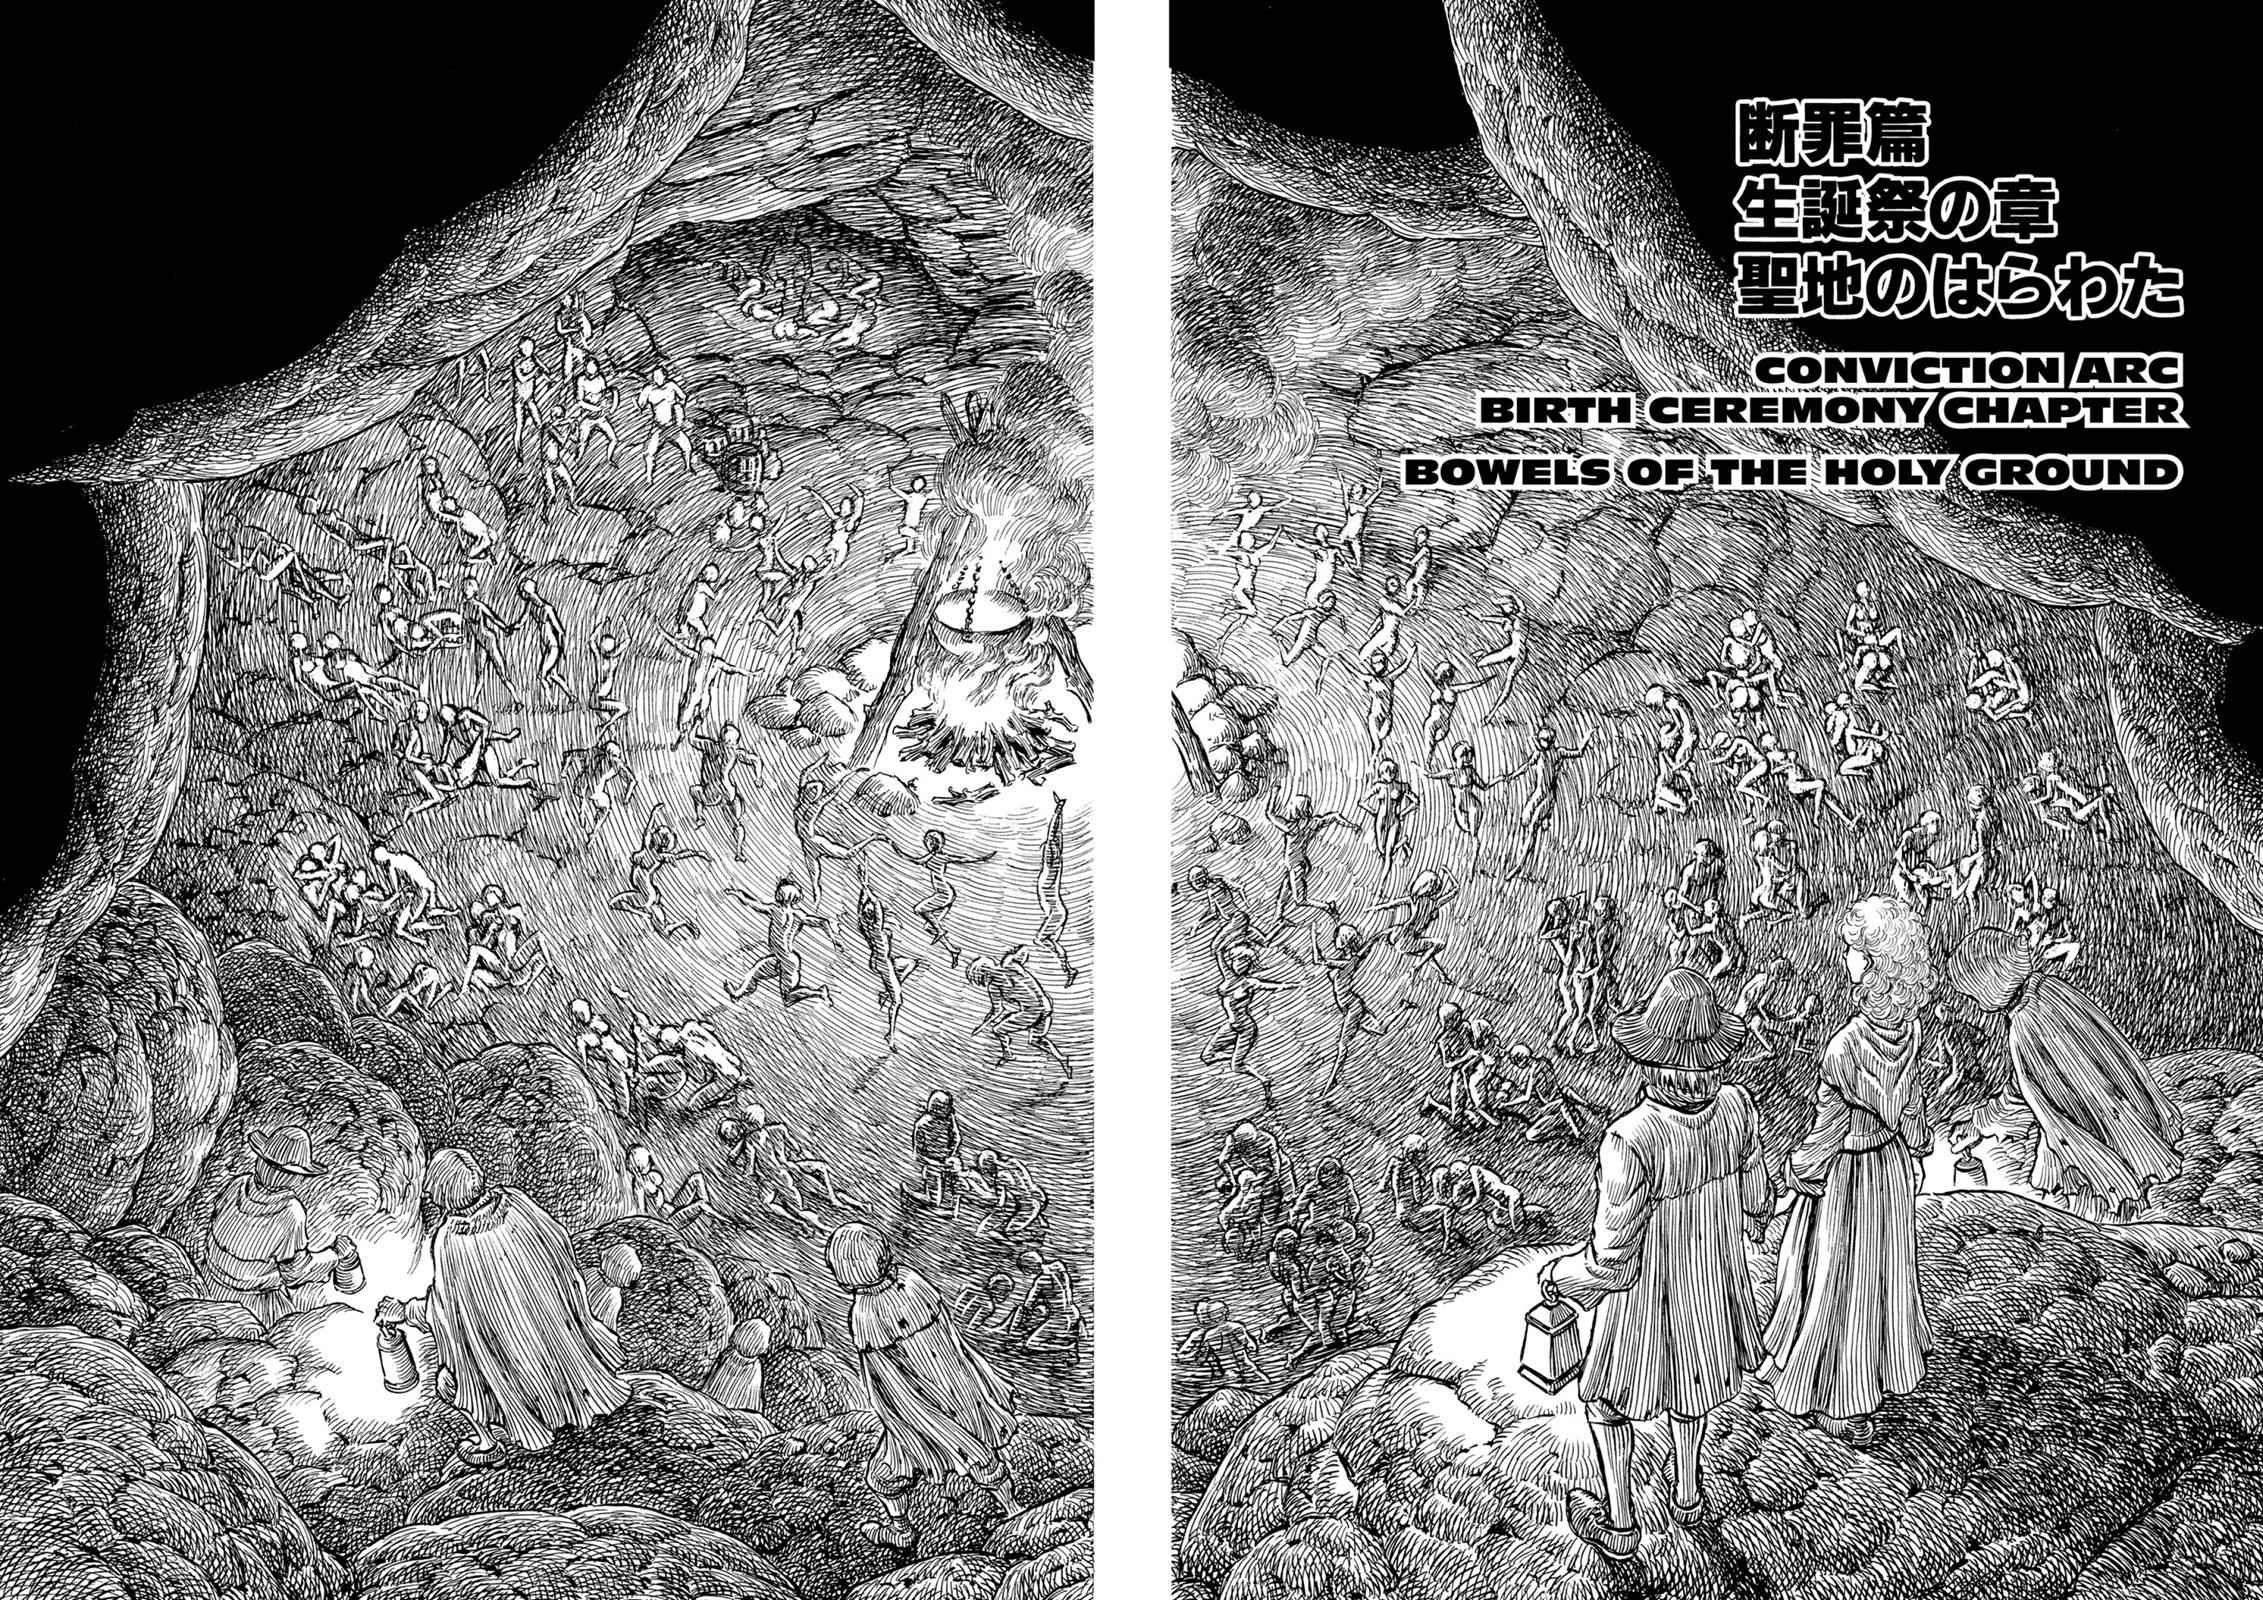 断罪篇
生誕祭の章
聖地のはらわた
CONVICTION ARC
BIRTH CEREMONY CHAPTER
BOWELS OF THE HOLY GROUND